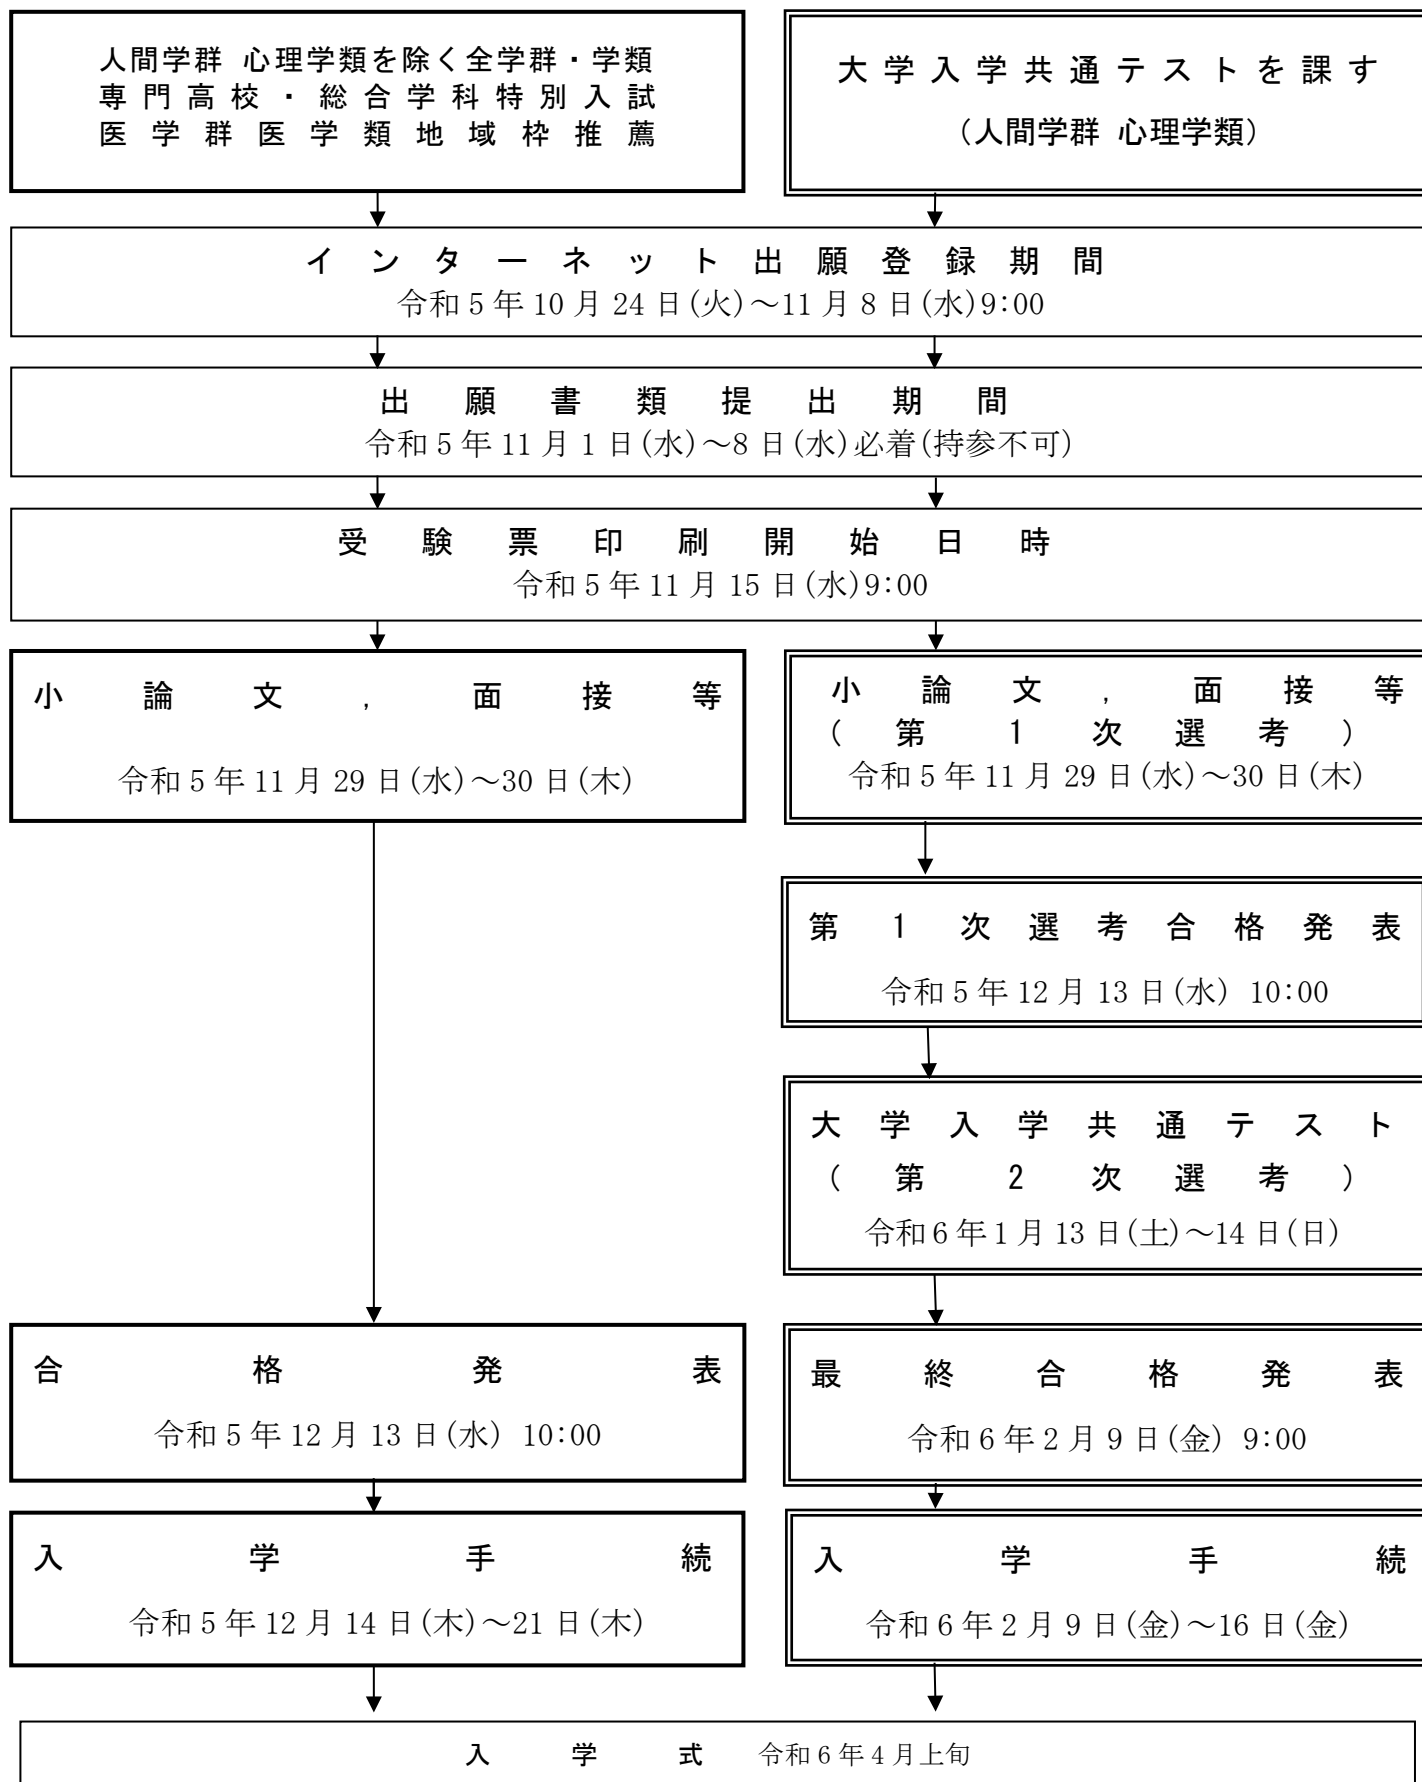 人間学群 心理学類を除く全学群・学類
専門高校・総合学科特別入試
医学群医学類地域枠推薦
大学入学共通テストを課す
（人間学群 心理学類）
インターネット出願登録期間
令和5年10月24日(火)～11月8日(水)9:00
出願書類提出期間
令和5年11月1日(水)～8日(水)必着(持参不可)
受験票印刷開始日時
令和5年11月15日(水)9:00
小論文，面接等
令和5年11月29日(水)～30日(木)
小論文，面接等
(第1次選考)
令和5年11月29日(水)～30日(木)
第1次選考合格発表
令和5年12月13日(水) 10:00
大学入学共通テスト
(第2次選考)
令和6年1月13日(土)～14日(日)
合格発表
令和5年12月13日(水) 10:00
最終合格発表
令和6年2月9日(金) 9:00
入学手続
令和5年12月14日(木)～21日(木)
入学手続
令和6年2月9日(金)～16日(金)
入学式 令和6年4月上旬